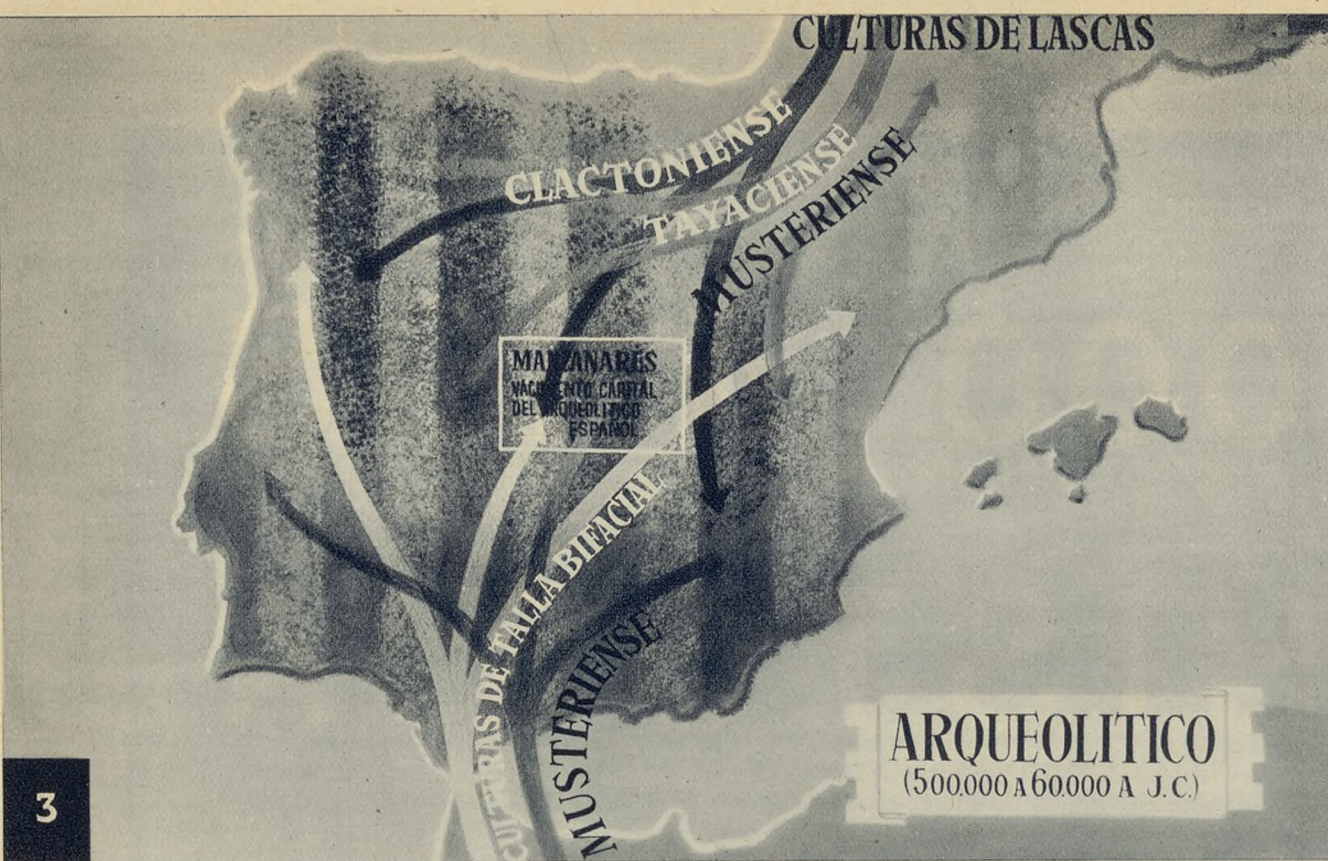 CULTURAS DE LASCAS
CLACTONIENSE
TAYACIENSE
MUSTERIENSE
MANZANARES
YACIMIENTO CAPITAL
DEL ARQUEOLITICO
ESPAÑOL
CULTURAS DE TALLA BIFACIAL
MUSTERIENSE
ARQUEOLITICO
(500.000 A 60.000 A J.C.)
3